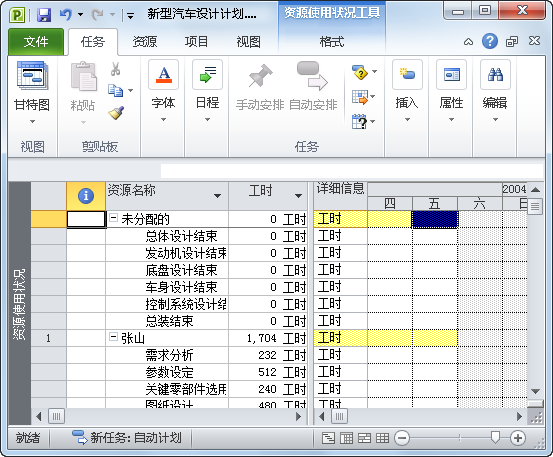 新型汽车设计计划....
资源使用状况工具
文件 任务 资源 项目 视图 格式
甘特图 粘贴 字体 日程 手动安排 自动安排 插入 属性 编辑
视图 剪贴板 任务
资源名称 工时 详细信息 2004
四 五 六 日
未分配的 0 工时 工时
总体设计结束 0 工时 工时
发动机设计结束 0 工时 工时
底盘设计结束 0 工时 工时
车身设计结束 0 工时 工时
控制系统设计结 0 工时 工时
总装结束 0 工时 工时
1 张山 1,704 工时 工时
需求分析 232 工时 工时
参数设定 512 工时 工时
关键零部件选用 240 工时 工时
图纸设计 480 工时 工时
资源使用状况
就绪 新任务: 自动计划